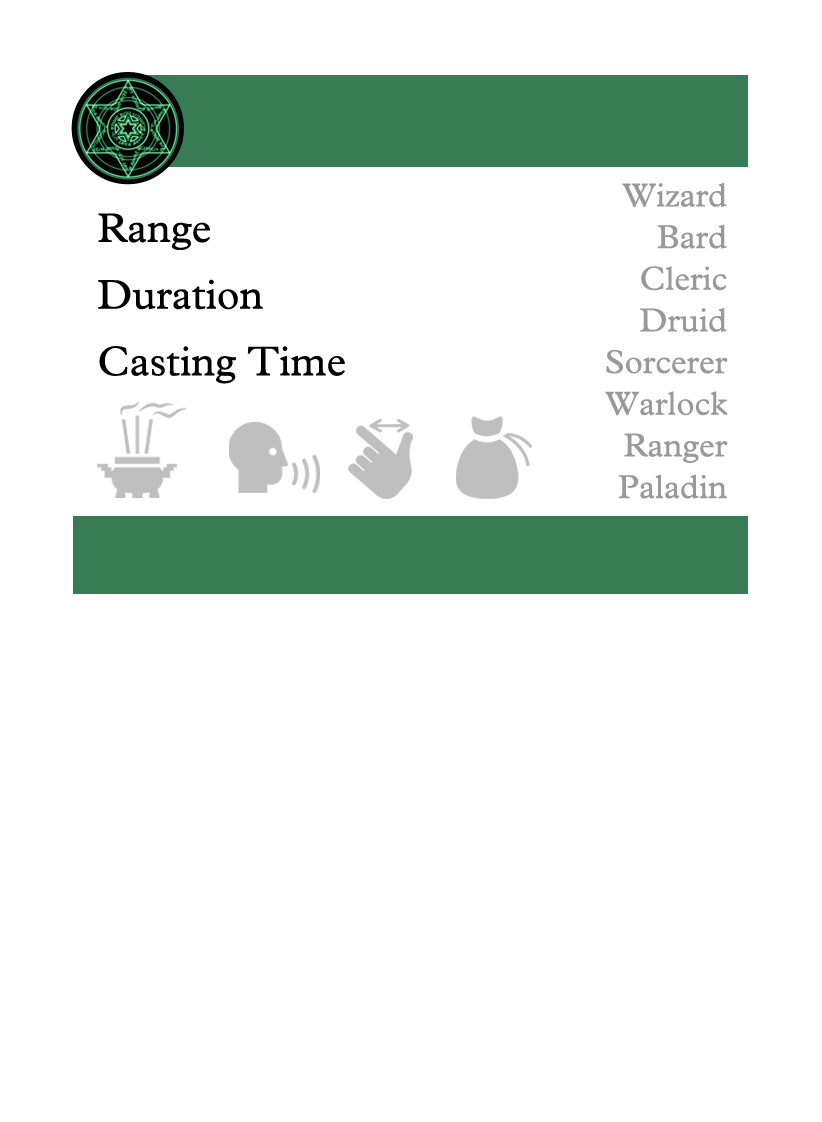 Range
Duration
Casting Time
Wizard
Bard
Cleric
Druid
Sorcerer
Warlock
Ranger
Paladin